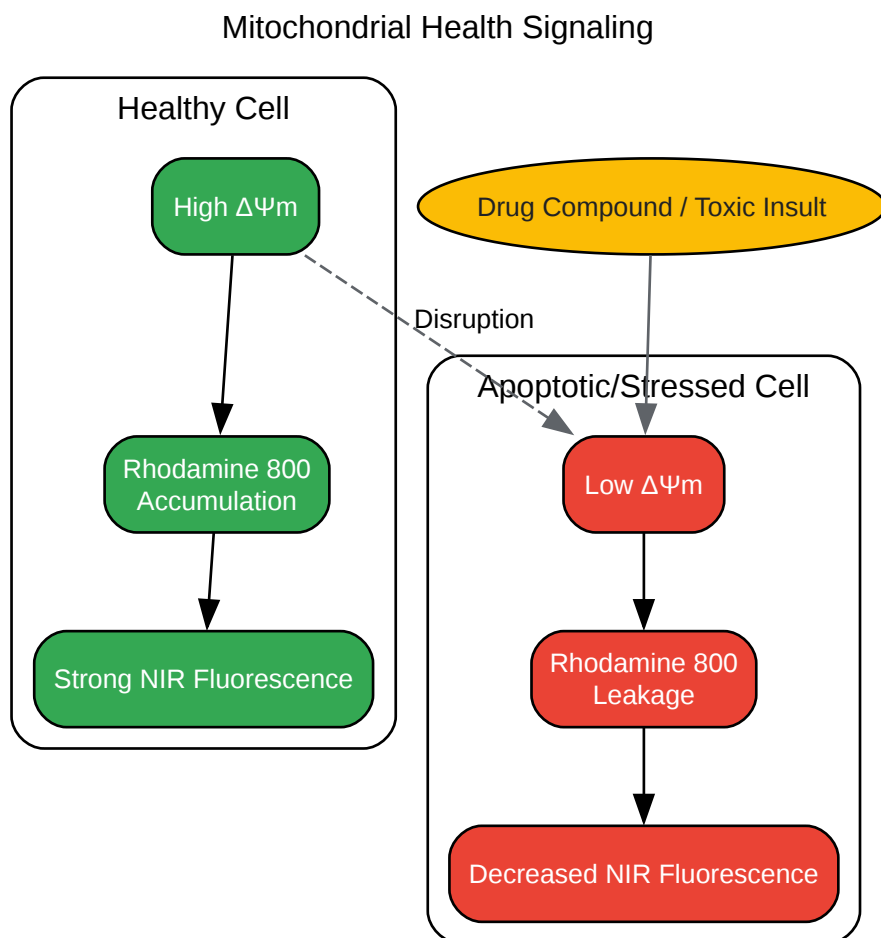 Mitochondrial Health Signaling
Healthy Cell
High ΔΨm
Drug Compound / Toxic Insult
Disruption
Apoptotic/Stressed Cell
Rhodamine 800
Accumulation
Low ΔΨm
Strong NIR Fluorescence
Rhodamine 800
Leakage
Decreased NIR Fluorescence